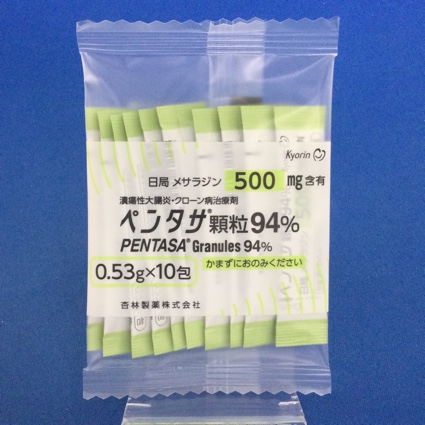 Kyorin
日局 メサラジン 500 mg 含有
潰瘍性大腸炎・クローン病治療剤
ペンタサ®顆粒94%
PENTASA® Granules 94%
0.53g×10包
かまずにおのみください
杏林製薬株式会社